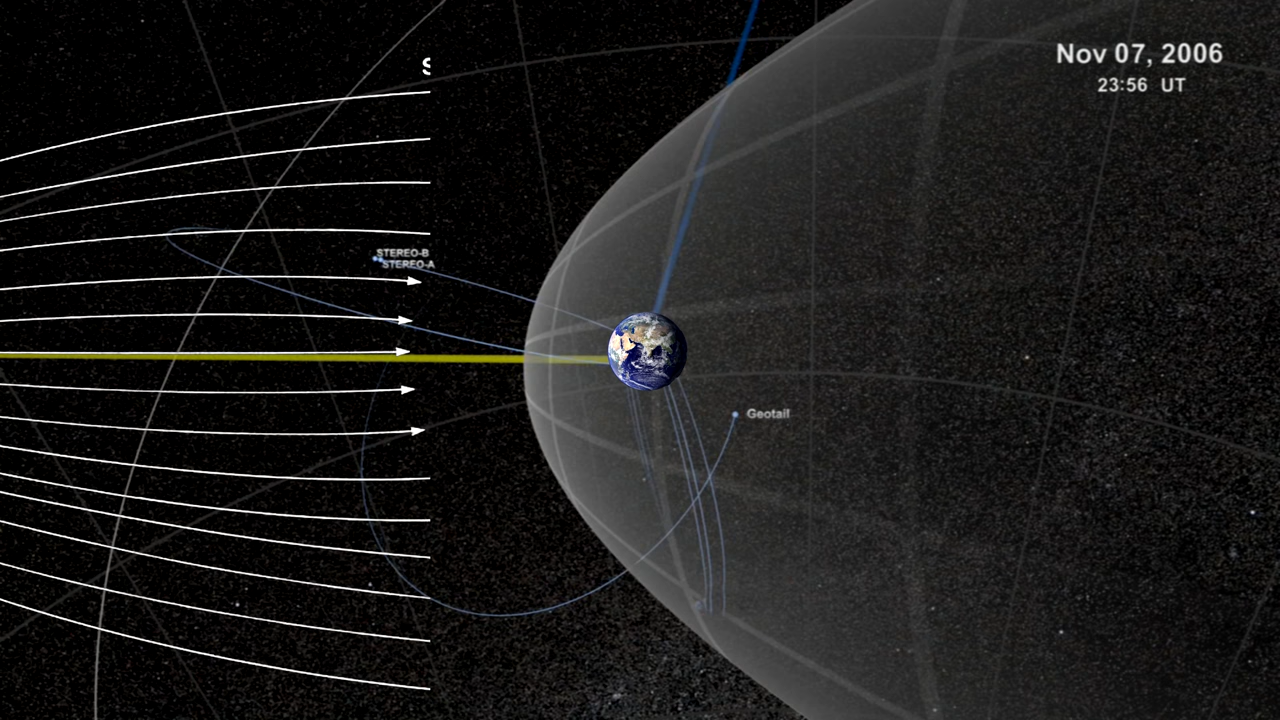 Nov 07, 2006
23:56 UT
STEREO-B
STEREO-A
Geotail